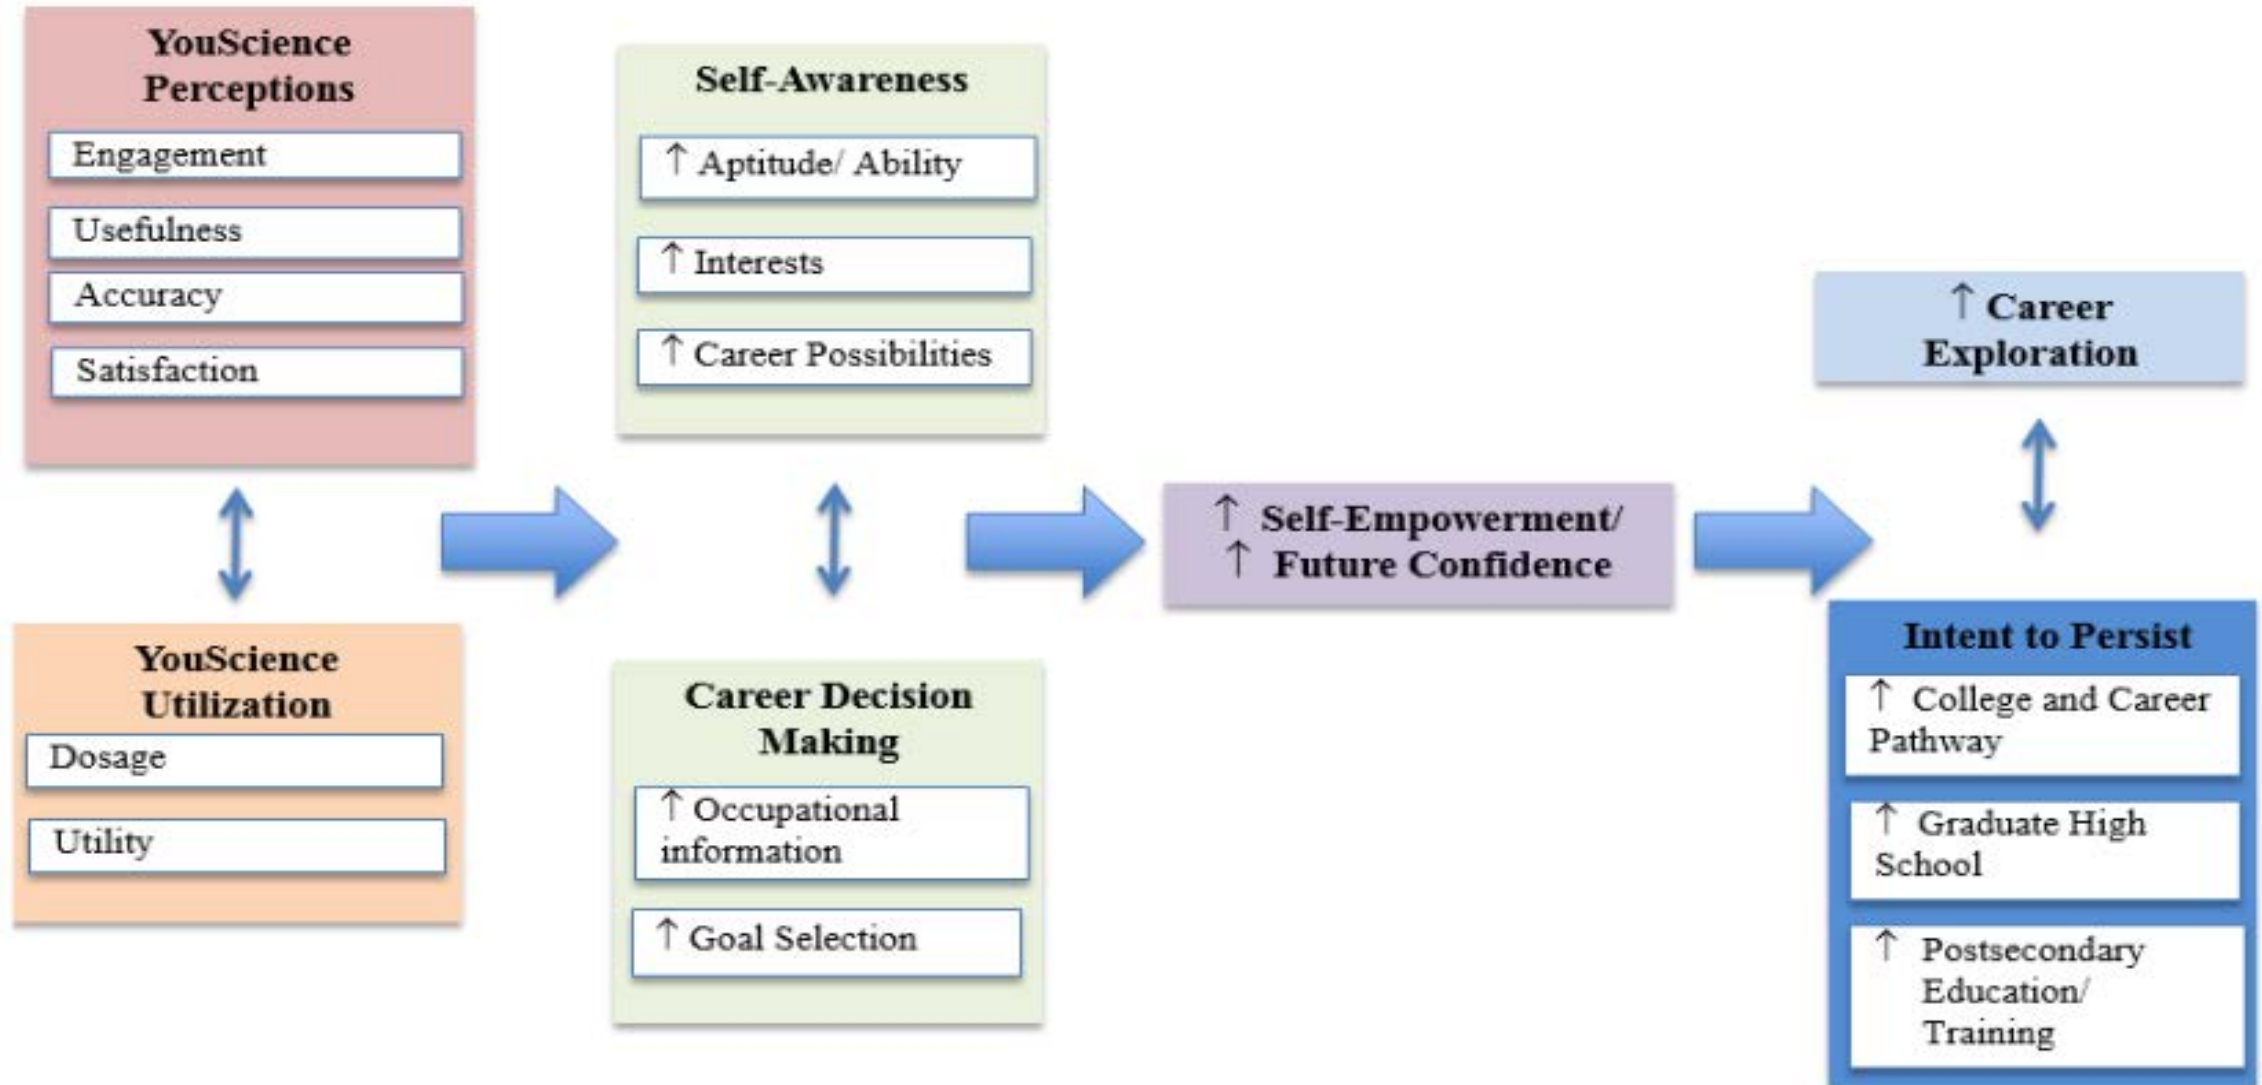 YouScience
Perceptions
Engagement
Usefulness
Accuracy
Satisfaction
YouScience
Utilization
Dosage
Utility
Self-Awareness
↑ Aptitude/ Ability
↑ Interests
↑ Career Possibilities
Career Decision
Making
↑ Occupational
information
↑ Goal Selection
↑ Self-Empowerment/
↑ Future Confidence
↑ Career
Exploration
Intent to Persist
↑ College and Career
Pathway
↑ Graduate High
School
↑ Postsecondary
Education/
Training